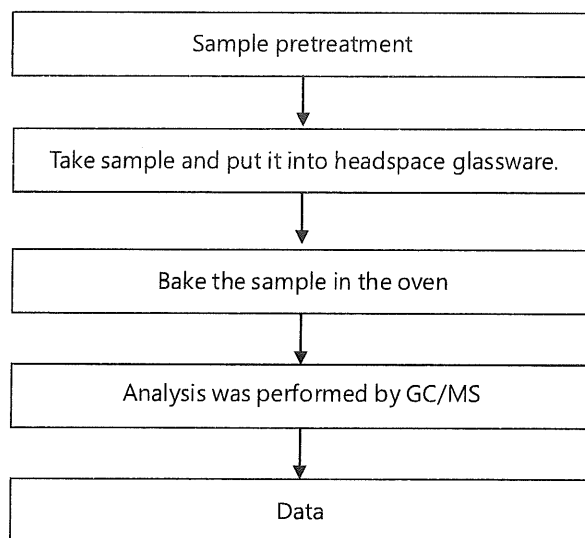 Sample pretreatment
Take sample and put it into headspace glassware.
Bake the sample in the oven
Analysis was performed by GC/MS
Data